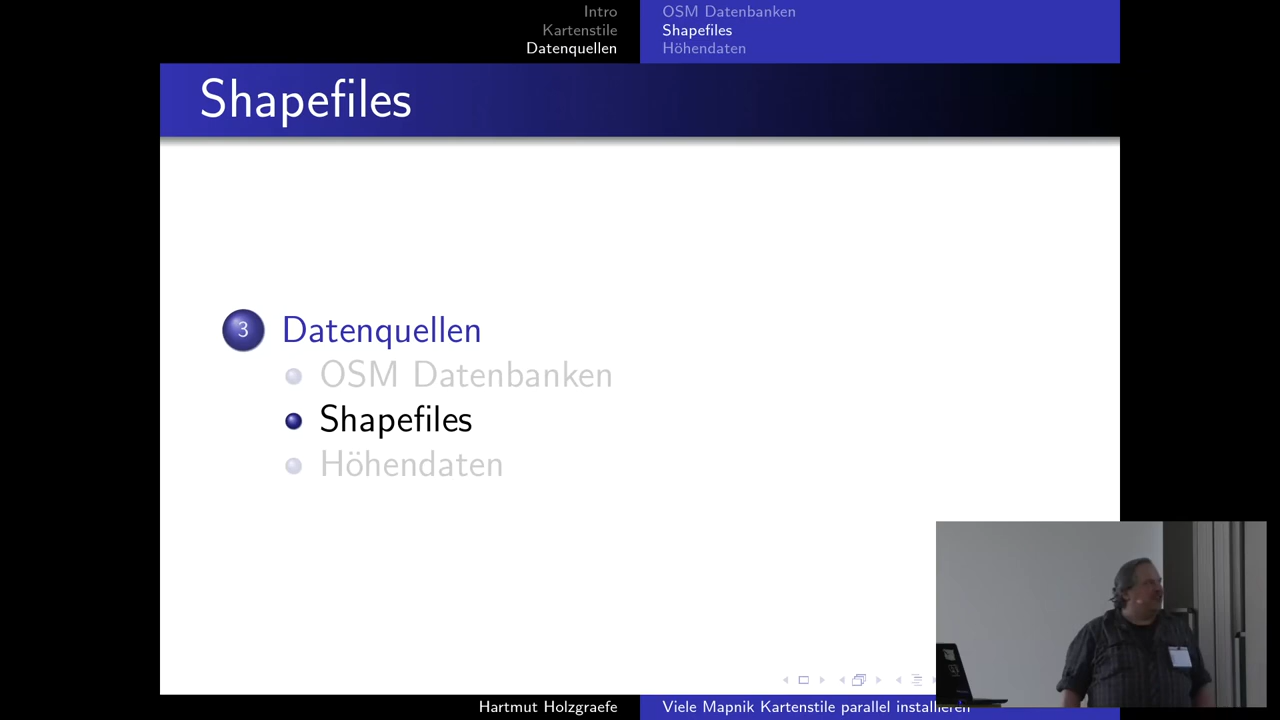 Intro
Kartenstile
Datenquellen
OSM Datenbanken
Shapefiles
Höhendaten
Shapefiles
3 Datenquellen
OSM Datenbanken
Shapefiles
Höhendaten
Hartmut Holzgraefe
Viele Mapnik Kartenstile parallel installieren